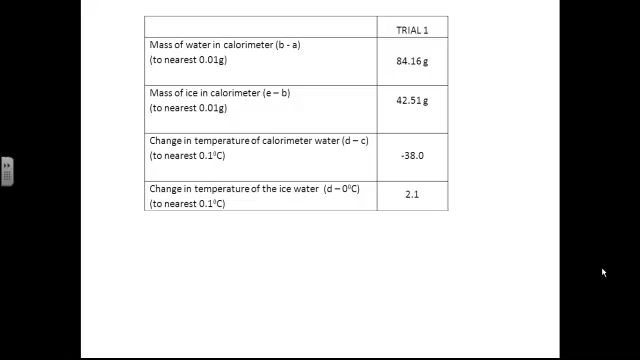 TRIAL 1
Mass of water in calorimeter (b - a)
(to nearest 0.01g)
84.16 g
Mass of ice in calorimeter (e – b)
(to nearest 0.01g)
42.51 g
Change in temperature of calorimeter water (d – c)
(to nearest 0.1⁰C)
-38.0
Change in temperature of the ice water (d – 0⁰C)
(to nearest 0.1⁰C)
2.1